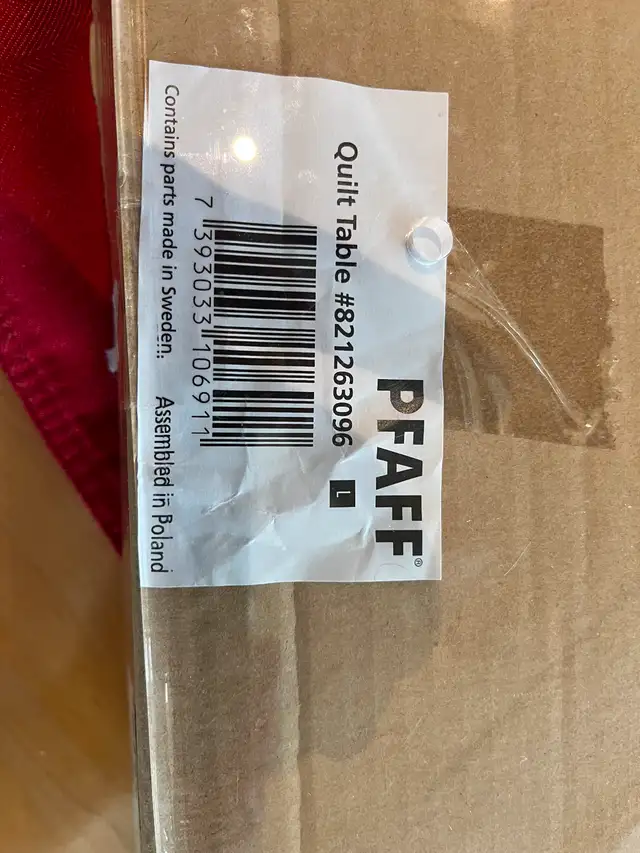 PFAFF®
Quilt Table #821263096 L
7 393033 106911
Contains parts made in Sweden.. Assembled in Poland